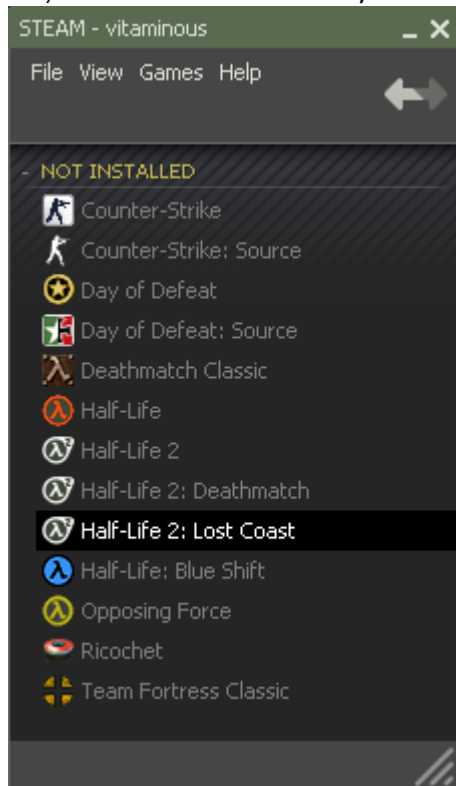 STEAM - vitaminous
File View Games Help
- NOT INSTALLED
Counter-Strike
Counter-Strike: Source
Day of Defeat
Day of Defeat: Source
Deathmatch Classic
Half-Life
Half-Life 2
Half-Life 2: Deathmatch
Half-Life 2: Lost Coast
Half-Life: Blue Shift
Opposing Force
Ricochet
Team Fortress Classic